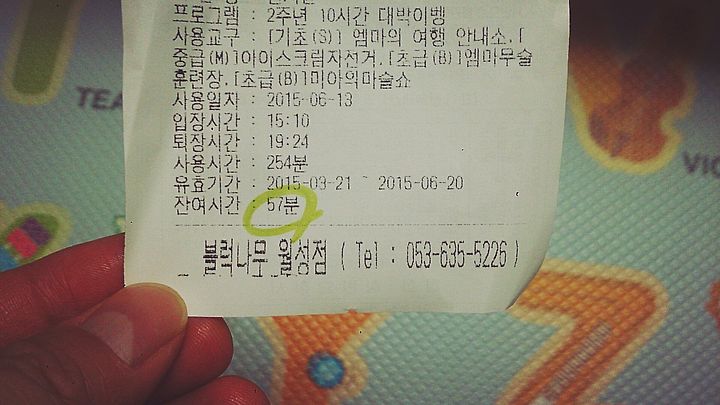 프로그램 : 2주년 10시간 대박이벵
사용교구 : [기초(S)] 엠마의 여행 안내소,[
중급(M)]아이스크림자전거,[초급(B)]엠마무술
훈련장,[초급(B)]미아의마술쇼
사용일자 : 2015-06-13
입장시간 : 15:10
퇴장시간 : 19:24
사용시간 : 254분
유효기간 : 2015-03-21 ~ 2015-06-20
잔여시간 : 57분
블럭나무 월성점 ( Tel : 053-635-5226 )
TEA
VIO